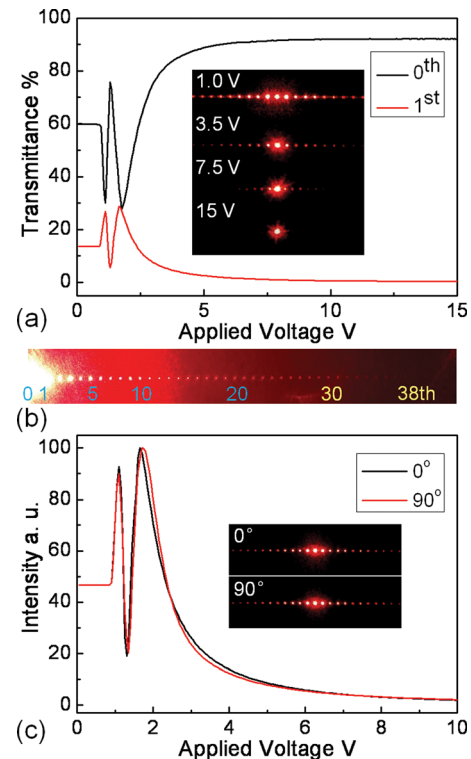 (a)
Transmittance %
100
80
60
40
20
0
0th
1st
1.0 V
3.5 V
7.5 V
15 V
0 5 10 15
Applied Voltage V
(b)
0 1 5 10 20 30 38th
(c)
Intensity a. u.
100
80
60
40
20
0
0°
90°
0°
90°
0 2 4 6 8 10
Applied Voltage V